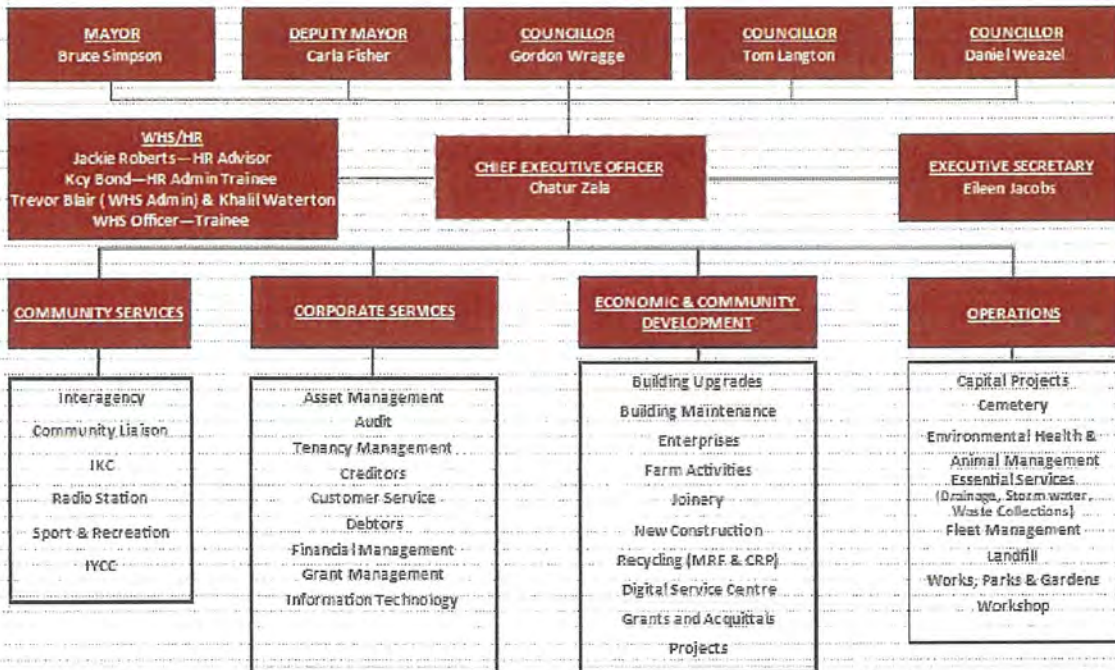 MAYOR
Bruce Simpson
DEPUTY MAYOR
Carla Fisher
COUNCILLOR
Gordon Wragge
COUNCILLOR
Tom Langton
COUNCILLOR
Daniel Weazel
WHS/HR
Jackie Roberts—HR Advisor
Kcy Bond—HR Admin Trainee
Trevor Blair ( WHS Admin) & Khalil Waterton
WHS Officer—Trainee
CHIEF EXECUTIVE OFFICER
Chatur Zala
EXECUTIVE SECRETARY
Eileen Jacobs
COMMUNITY SERVICES
Interagency
Community Liaison
IKC
Radio Station
Sport & Recreation
IYCC
CORPORATE SERVICES
Asset Management
Audit
Tenancy Management
Creditors
Customer Service
Debtors
Financial Management
Grant Management
Information Technology
ECONOMIC & COMMUNITY
DEVELOPMENT
Building Upgrades
Building Maintenance
Enterprises
Farm Activities
Joinery
New Construction
Recycling (MRF & CRP)
Digital Service Centre
Grants and Acquittals
Projects
OPERATIONS
Capital Projects
Cemetery
Environmental Health &
Animal Management
Essential Services
(Drainage, Storm water,
Waste Collections)
Fleet Management
Landfill
Works; Parks & Gardens
Workshop